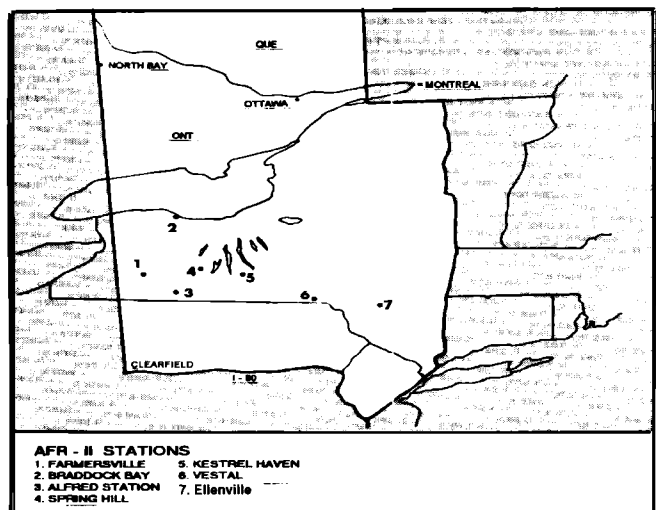 QUE
NORTH BAY
MONTREAL
OTTAWA
ONT
2
1
4
5
3
6
7
CLEARFIELD
I-80
AFR - II STATIONS
1. FARMERSVILLE 5. KESTREL HAVEN
2. BRADDOCK BAY 6. VESTAL
3. ALFRED STATION 7. Ellenville
4. SPRING HILL